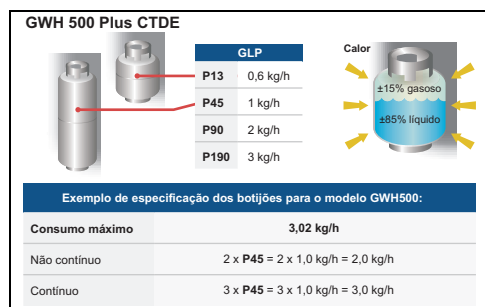 GWH 500 Plus CTDE
GLP
P13 0,6 kg/h
P45 1 kg/h
P90 2 kg/h
P190 3 kg/h
Calor
±15% gasoso
±85% líquido
Exemplo de especificação dos botijões para o modelo GWH500:
Consumo máximo 3,02 kg/h
Não contínuo 2 x P45 = 2 x 1,0 kg/h = 2,0 kg/h
Contínuo 3 x P45 = 3 x 1,0 kg/h = 3,0 kg/h